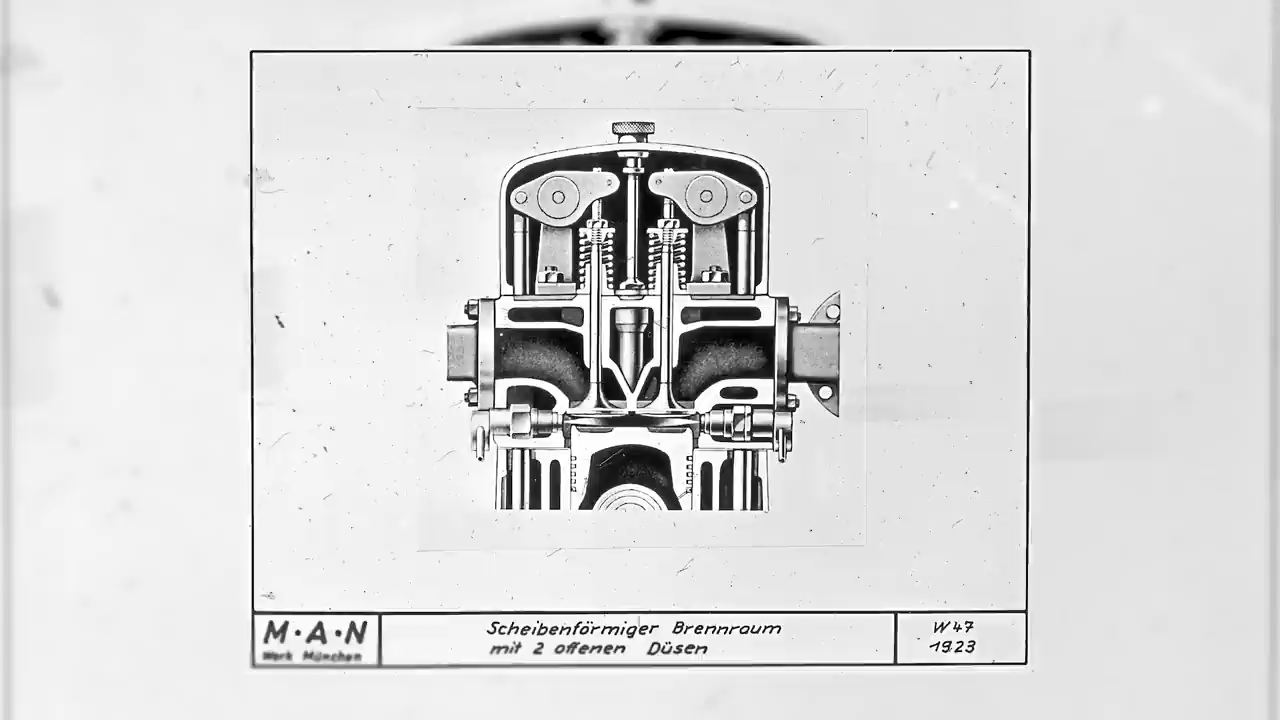 M·A·N
Werk München
Scheibenförmiger Brennraum
mit 2 offenen Düsen
W 47
1923